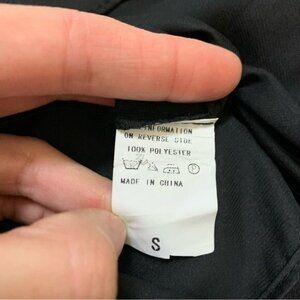 INFORMATION
ON REVERSE SIDE
100% POLYESTER
MADE IN CHINA
S